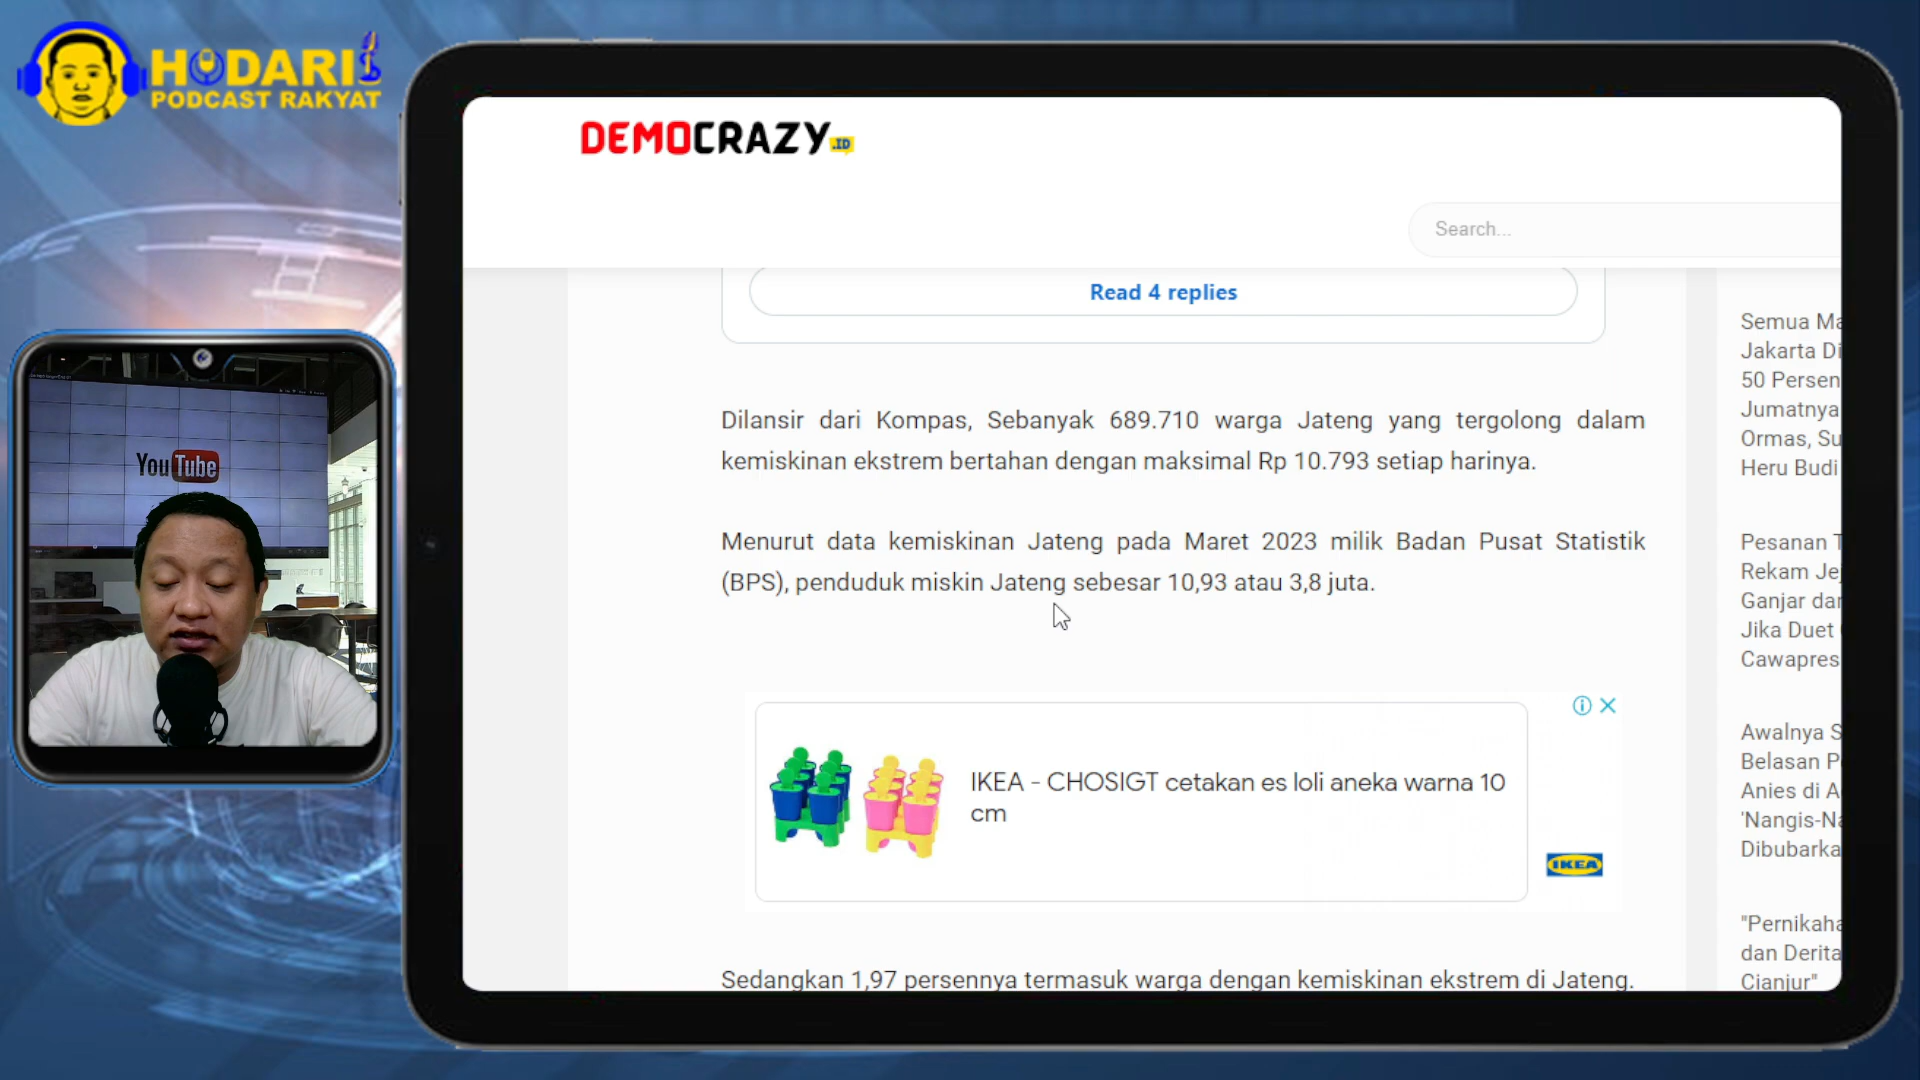 HODARI
PODCAST RAKYAT
DEMOCRAZY.ID
Search...
Read 4 replies
Dilansir dari Kompas, Sebanyak 689.710 warga Jateng yang tergolong dalam
kemiskinan ekstrem bertahan dengan maksimal Rp 10.793 setiap harinya.
Menurut data kemiskinan Jateng pada Maret 2023 milik Badan Pusat Statistik
(BPS), penduduk miskin Jateng sebesar 10,93 atau 3,8 juta.
IKEA - CHOSIGT cetakan es loli aneka warna 10
cm
IKEA
Sedangkan 1,97 persennya termasuk warga dengan kemiskinan ekstrem di Jateng.
Semua Ma
Jakarta Di
50 Persen
Jumatnya
Ormas, Su
Heru Budi
Pesanan T
Rekam Je
Ganjar dar
Jika Duet
Cawapres
Awalnya S
Belasan P
Anies di A
'Nangis-Na
Dibubarka
"Pernikaha
dan Derita
Cianjur"
YouTube